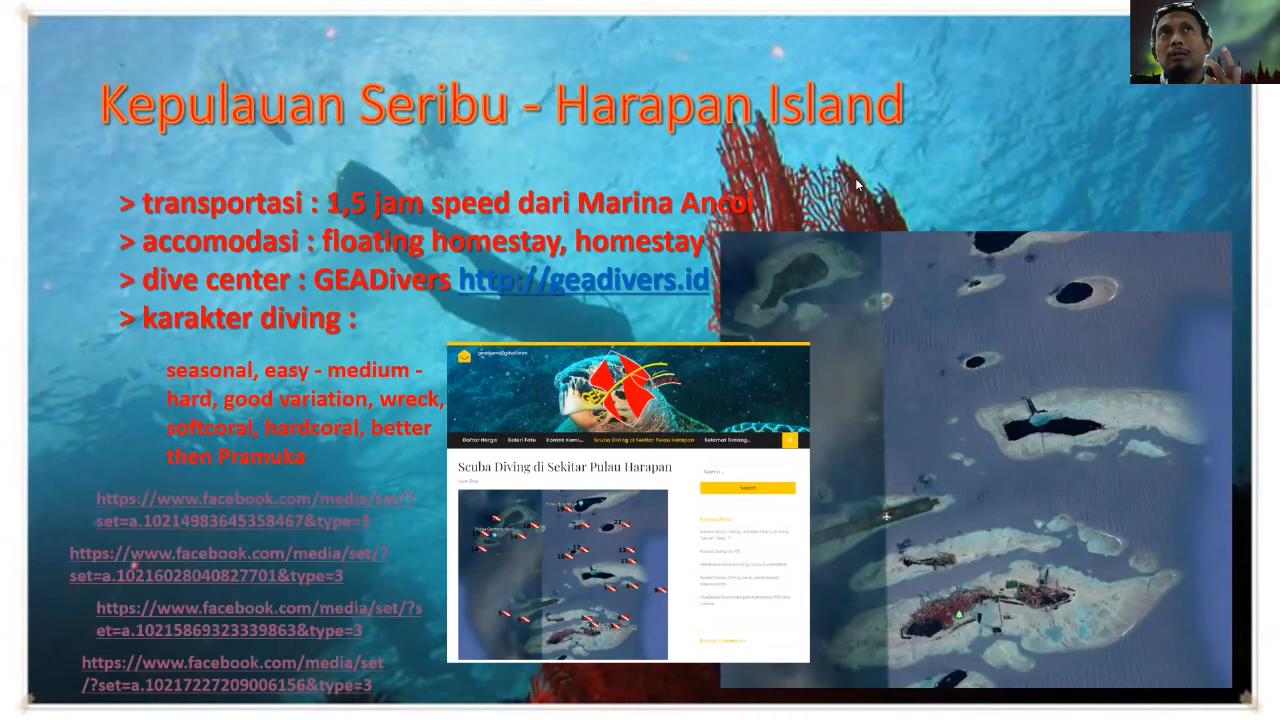 Kepulauan Seribu - Harapan Island
> transportasi : 1,5 jam speed dari Marina Ancol
> accomodasi : floating homestay, homestay
> dive center : GEADivers http://geadivers.id
> karakter diving :
seasonal, easy - medium -
hard, good variation, wreck,
softcoral, hardcoral, better
then Pramuka
https://www.facebook.com/media/set/?
set=a.10214983645358467&type=3
https://www.facebook.com/media/set/?
set=a.10216028040827701&type=3
https://www.facebook.com/media/set/?s
et=a.10215869323339863&type=3
https://www.facebook.com/media/set
/?set=a.10217227209006156&type=3
geadivers@gmail.com
Daftar Harga Galeri Foto Kontak Kami... Scuba Diving di Sekitar Pulau Harapan Selamat Datang...
Scuba Diving di Sekitar Pulau Harapan
Search ...
Search